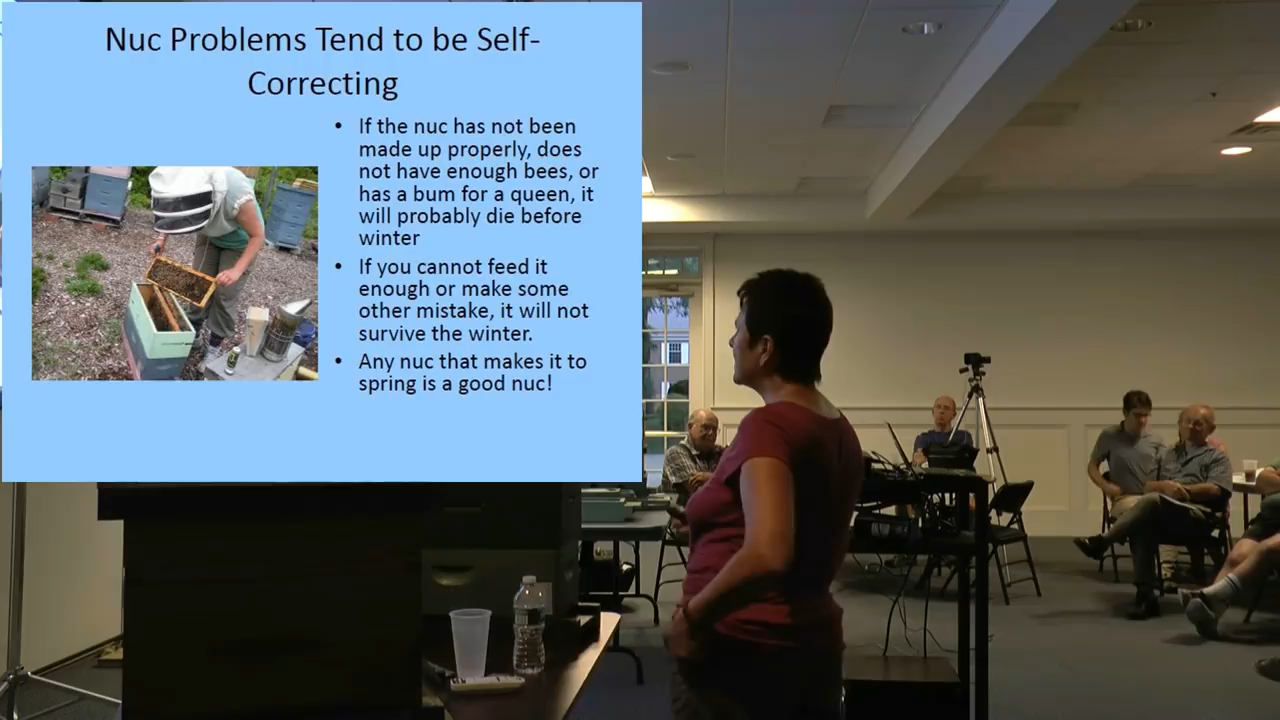 Nuc Problems Tend to be Self-
Correcting
• If the nuc has not been
made up properly, does
not have enough bees, or
has a bum for a queen, it
will probably die before
winter
• If you cannot feed it
enough or make some
other mistake, it will not
survive the winter.
• Any nuc that makes it to
spring is a good nuc!